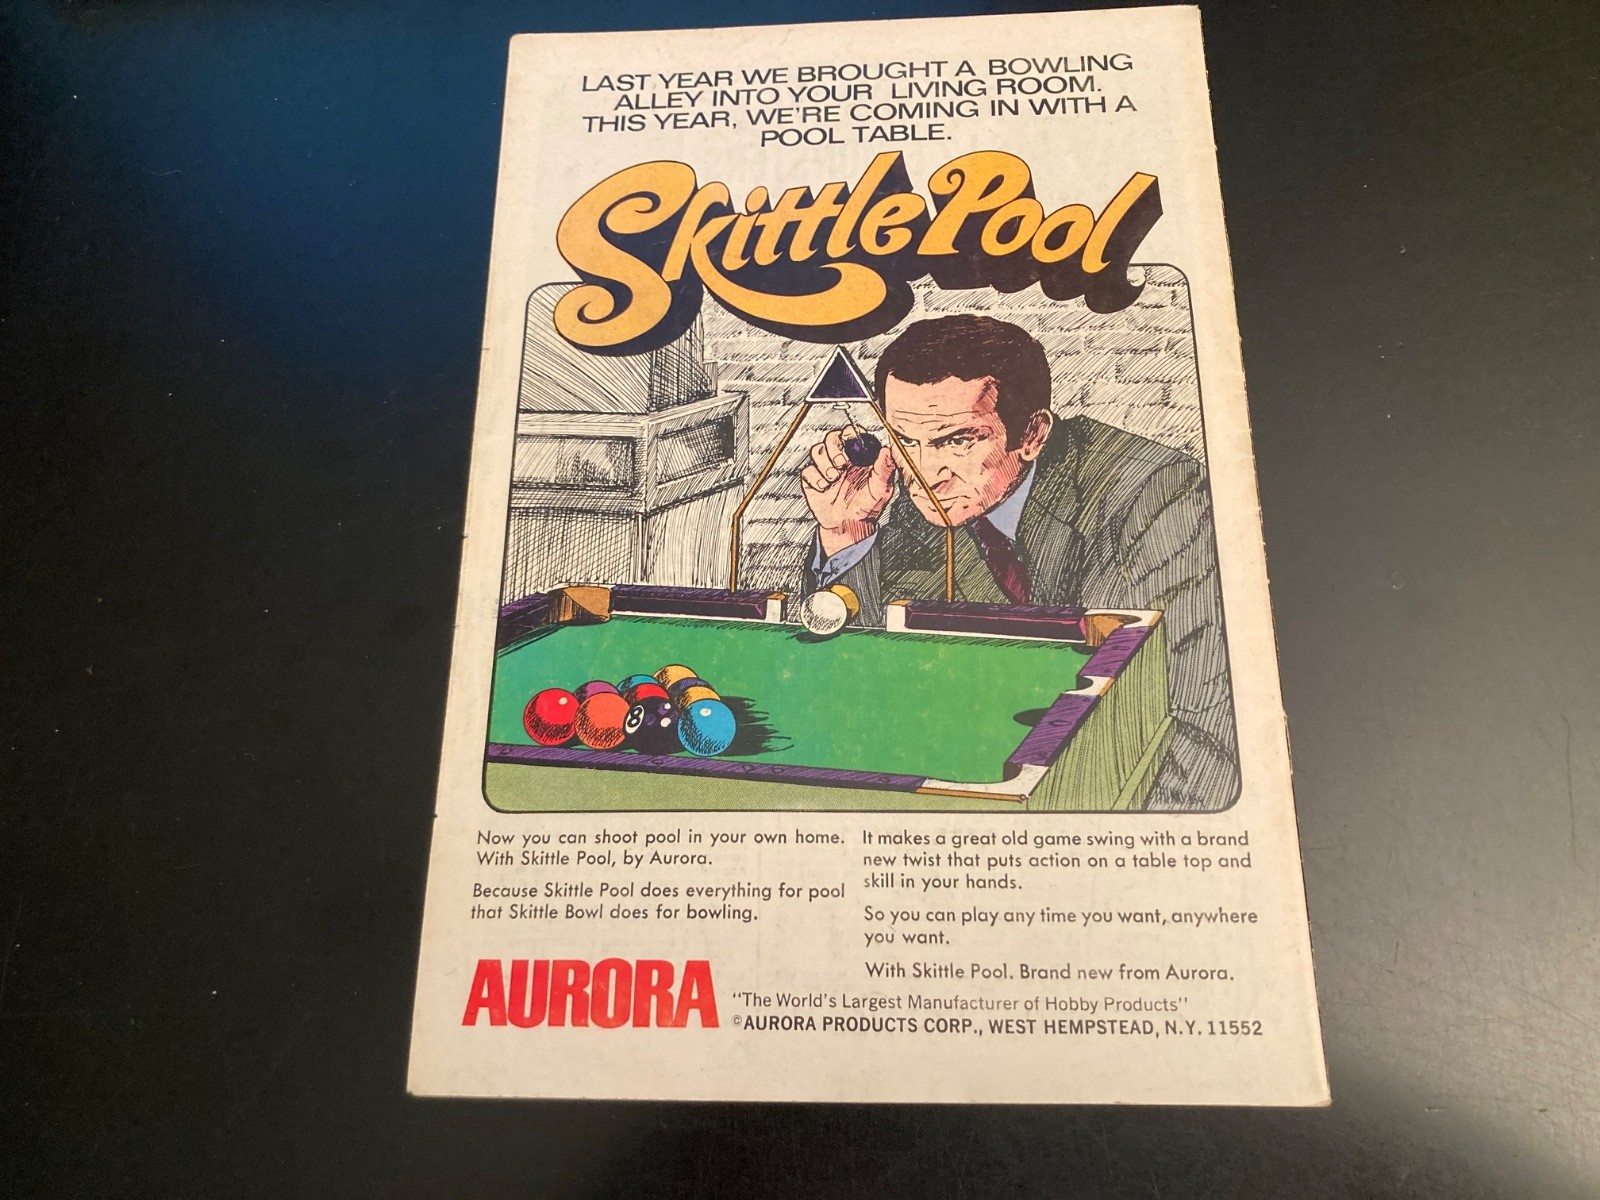 LAST YEAR WE BROUGHT A BOWLING
ALLEY INTO YOUR LIVING ROOM.
THIS YEAR, WE'RE COMING IN WITH A
POOL TABLE.
Skittle Pool
8
Now you can shoot pool in your own home.
With Skittle Pool, by Aurora.
Because Skittle Pool does everything for pool
that Skittle Bowl does for bowling.
It makes a great old game swing with a brand
new twist that puts action on a table top and
skill in your hands.
So you can play any time you want, anywhere
you want.
With Skittle Pool. Brand new from Aurora.
AURORA
"The World's Largest Manufacturer of Hobby Products"
©AURORA PRODUCTS CORP., WEST HEMPSTEAD, N.Y. 11552